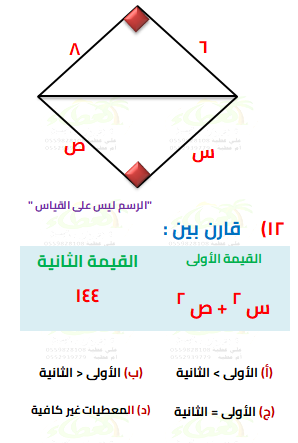 ٨ ٦
ص س
"الرسم ليس على القياس"
١٢) قارن بين :
القيمة الأولى القيمة الثانية
س ٢ + ص ٢ ١٤٤
(أ) الأولى > الثانية (ب) الأولى < الثانية
(ج) الأولى = الثانية (د) المعطيات غير كافية